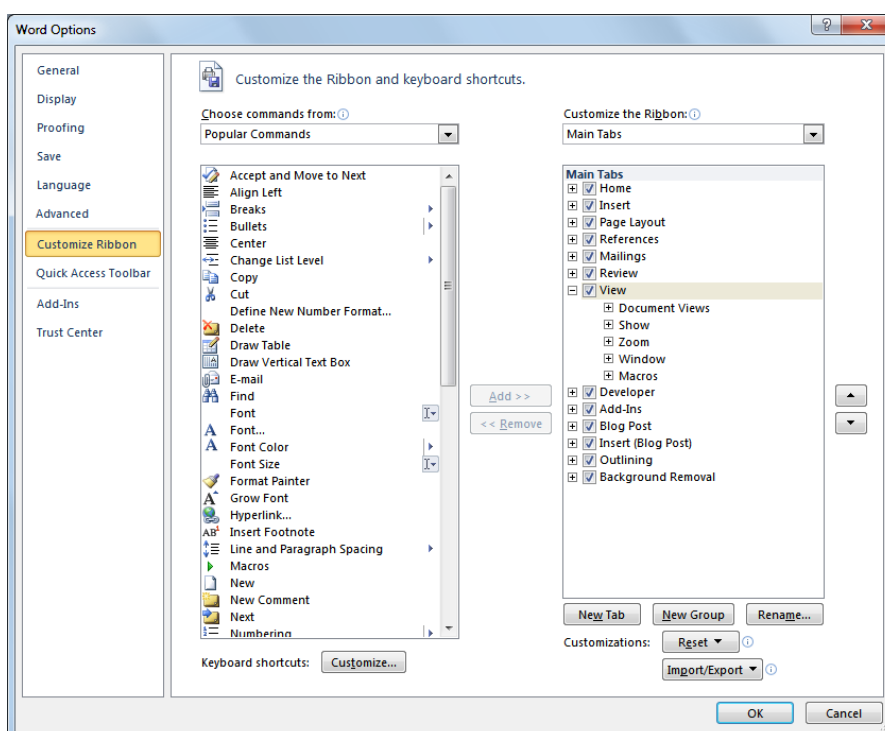 Word Options
General
Display
Proofing
Save
Language
Advanced
Customize Ribbon
Quick Access Toolbar
Add-Ins
Trust Center
Customize the Ribbon and keyboard shortcuts.
Choose commands from:
Popular Commands
Accept and Move to Next
Align Left
Breaks
Bullets
Center
Change List Level
Copy
Cut
Define New Number Format...
Delete
Draw Table
Draw Vertical Text Box
E-mail
Find
Font
Font...
Font Color
Font Size
Format Painter
Grow Font
Hyperlink...
Insert Footnote
Line and Paragraph Spacing
Macros
New
New Comment
Next
Numbering
Keyboard shortcuts: Customize...
Add >>
<< Remove
Customize the Ribbon:
Main Tabs
Main Tabs
Home
Insert
Page Layout
References
Mailings
Review
View
Document Views
Show
Zoom
Window
Macros
Developer
Add-Ins
Blog Post
Insert (Blog Post)
Outlining
Background Removal
New Tab New Group Rename...
Customizations: Reset
Import/Export
OK Cancel